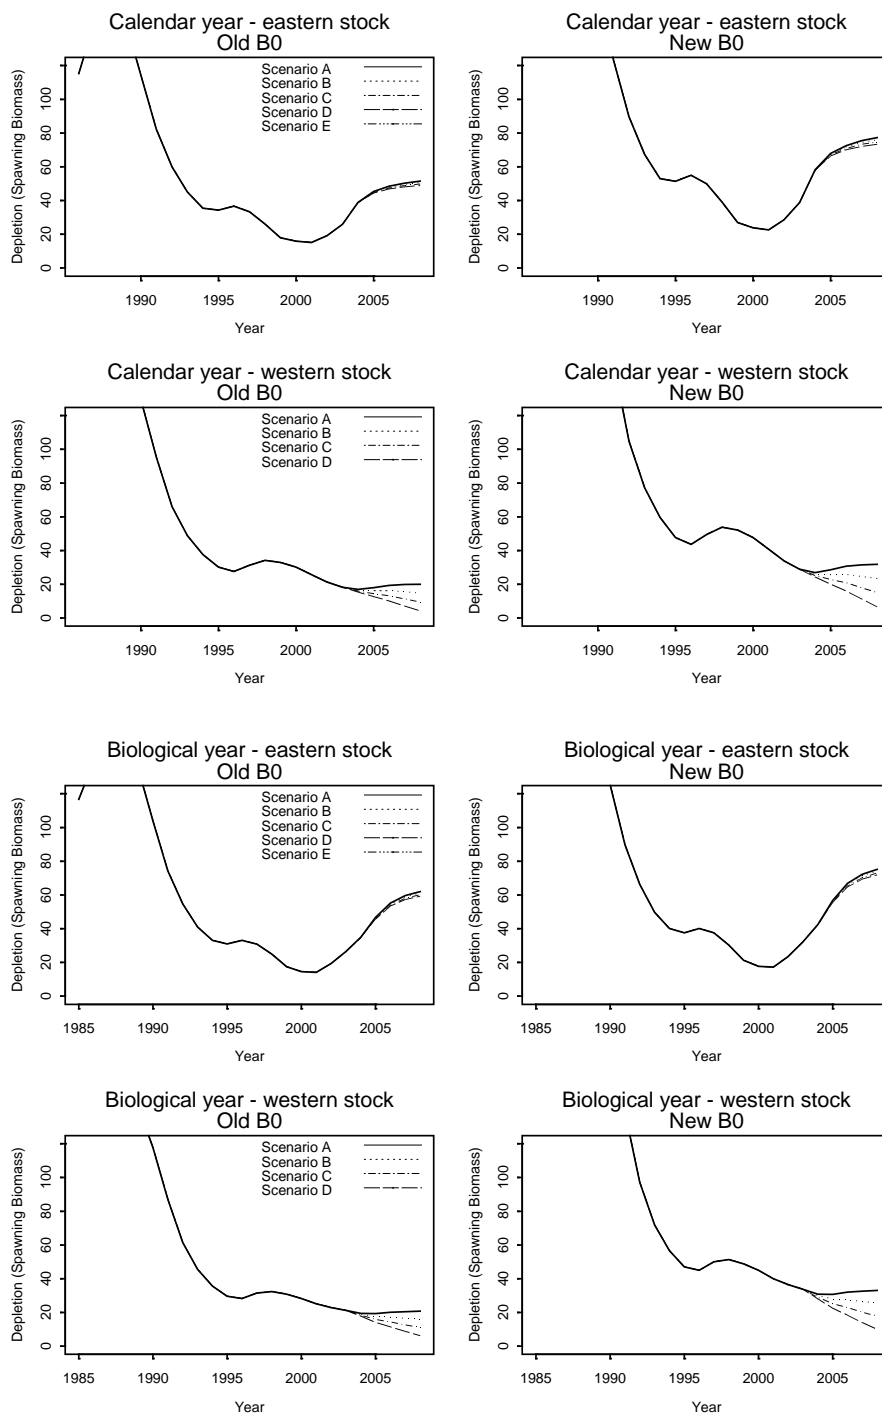 Calendar year - eastern stock
Old B0
Depletion (Spawning Biomass)
0 20 40 60 80 100
Scenario A
Scenario B
Scenario C
Scenario D
Scenario E
1990 1995 2000 2005
Year
Calendar year - eastern stock
New B0
Depletion (Spawning Biomass)
0 20 40 60 80 100
1990 1995 2000 2005
Year
Calendar year - western stock
Old B0
Depletion (Spawning Biomass)
0 20 40 60 80 100
Scenario A
Scenario B
Scenario C
Scenario D
1990 1995 2000 2005
Year
Calendar year - western stock
New B0
Depletion (Spawning Biomass)
0 20 40 60 80 100
1990 1995 2000 2005
Year
Biological year - eastern stock
Old B0
Depletion (Spawning Biomass)
0 20 40 60 80 100
Scenario A
Scenario B
Scenario C
Scenario D
Scenario E
1985 1990 1995 2000 2005
Year
Biological year - eastern stock
New B0
Depletion (Spawning Biomass)
0 20 40 60 80 100
1985 1990 1995 2000 2005
Year
Biological year - western stock
Old B0
Depletion (Spawning Biomass)
0 20 40 60 80 100
Scenario A
Scenario B
Scenario C
Scenario D
1985 1990 1995 2000 2005
Year
Biological year - western stock
New B0
Depletion (Spawning Biomass)
0 20 40 60 80 100
1985 1990 1995 2000 2005
Year